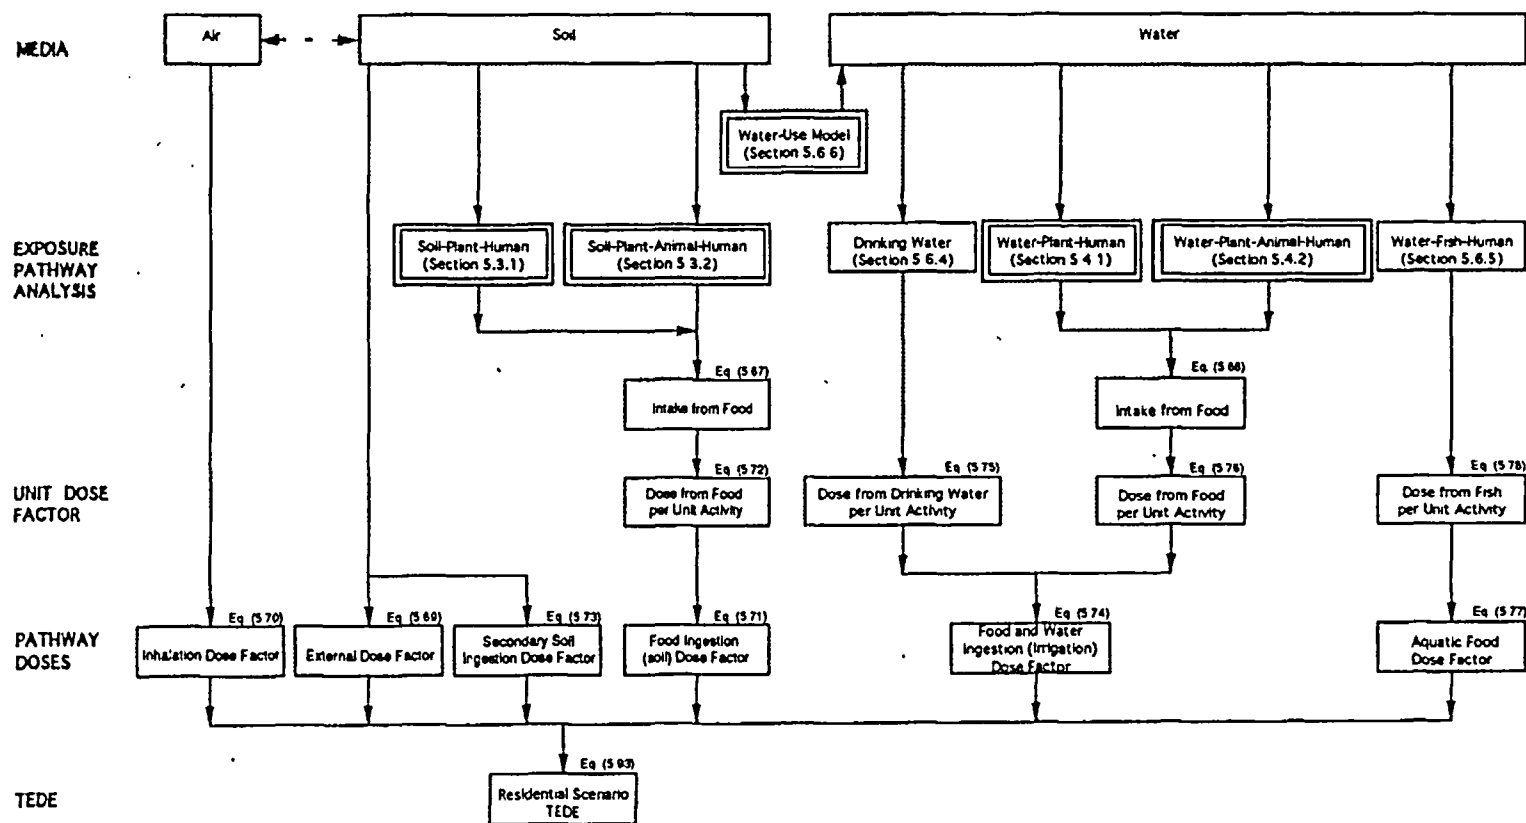 MEDIA
Air
Soil
Water
Water-Use Model
(Section 5.6 6)
EXPOSURE
PATHWAY
ANALYSIS
Soil-Plant-Human
(Section 5.3.1)
Soil-Plant-Animal-Human
(Section 5 3.2)
Drinking Water
(Section 5 6.4)
Water-Plant-Human
(Section 5 4 1)
Water-Plant-Animal-Human
(Section 5.4.2)
Water-Fish-Human
(Section 5.6.5)
Eq (5 67)
Intake from Food
Eq. (5 68)
Intake from Food
UNIT DOSE
FACTOR
Eq (5 72)
Dose from Food
per Unit Activity
Eq (5 75)
Dose from Drinking Water
per Unit Activity
Eq (5 76)
Dose from Food
per Unit Activity
Eq (5 78)
Dose from Fish
per Unit Activity
PATHWAY
DOSES
Eq (5 70)
Inhalation Dose Factor
Eq (5 69)
External Dose Factor
Eq (5 73)
Secondary Soil
Ingestion Dose Factor
Eq (5 71)
Food Ingestion
(soil) Dose Factor
Eq (5 74)
Food and Water
Ingestion (Irrigation)
Dose Factor
Eq (5 77)
Aquatic Food
Dose Factor
TEDE
Eq (5 93)
Residential Scenario
TEDE